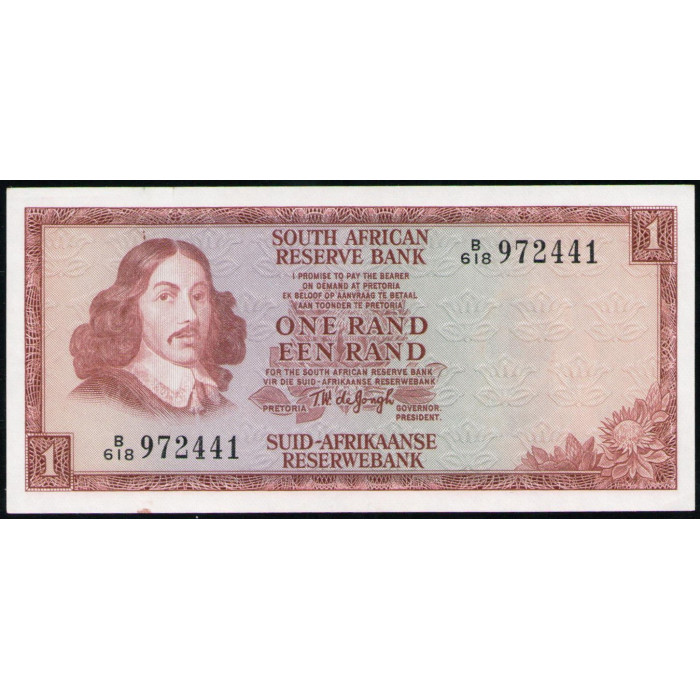 SOUTH AFRICAN
RESERVE BANK
B/618 972441
1
I PROMISE TO PAY THE BEARER
ON DEMAND AT PRETORIA
EK BELOOF OP AANVRAAG TE BETAAL
AAN TOONDER TE PRETORIA
ONE RAND
EEN RAND
FOR THE SOUTH AFRICAN RESERVE BANK
VIR DIE SUID-AFRIKAANSE RESERWEBANK
T.W. de Jongh
PRETORIA GOVERNOR.
PRESIDENT.
1
B/618 972441
SUID-AFRIKAANSE
RESERWEBANK